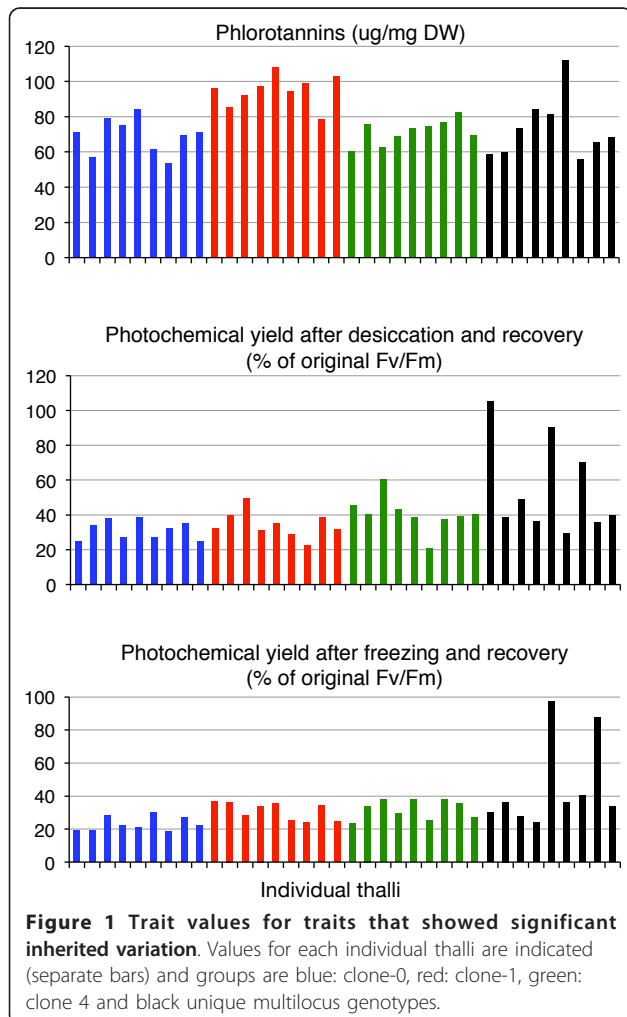 Phlorotannins (ug/mg DW)
120
100
80
60
40
20
0
Photochemical yield after desiccation and recovery
(% of original Fv/Fm)
120
100
80
60
40
20
0
Photochemical yield after freezing and recovery
(% of original Fv/Fm)
100
80
60
40
20
0
Individual thalli
Figure 1 Trait values for traits that showed significant
inherited variation. Values for each individual thalli are indicated
(separate bars) and groups are blue: clone-0, red: clone-1, green:
clone 4 and black unique multilocus genotypes.